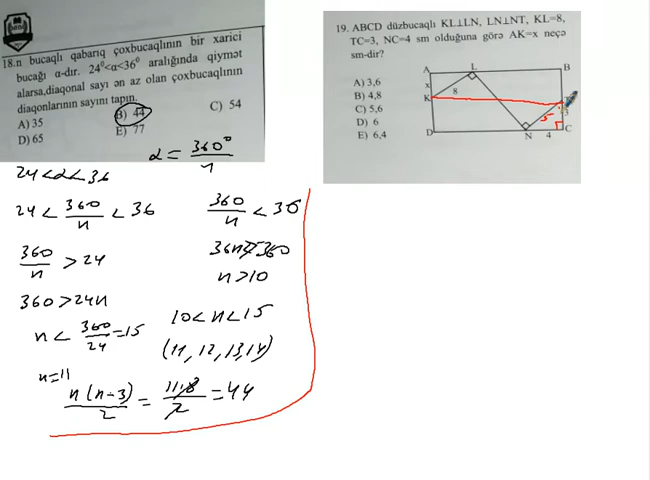 18.n bucaqlı qabarıq çoxbucaqlının bir xarici
bucağı α-dır. 24⁰<α<36⁰ aralığında qiymət
alarsa,diaqonal sayı ən az olan çoxbucaqlının
diaqonlarının sayını tapın.
A) 35
B) 44
C) 54
D) 65
E) 77
α = 360°/n
24<α<36
24 < 360/n < 36
360/n > 24
360 > 24n
n < 360/24 = 15
360/n < 36
36n > 360
n > 10
10 < n < 15
(11, 12, 13, 14)
n=11
n(n-3)/2 = 11·8/2 = 44
19. ABCD düzbucaqlı KL⊥LN, LN⊥NT, KL=8,
TC=3, NC=4 sm olduğuna görə AK=x neçə
sm-dir?
A) 3,6
B) 4,8
C) 5,6
D) 6
E) 6,4
A
L
B
x
8
K
5
3
D
N
4
C